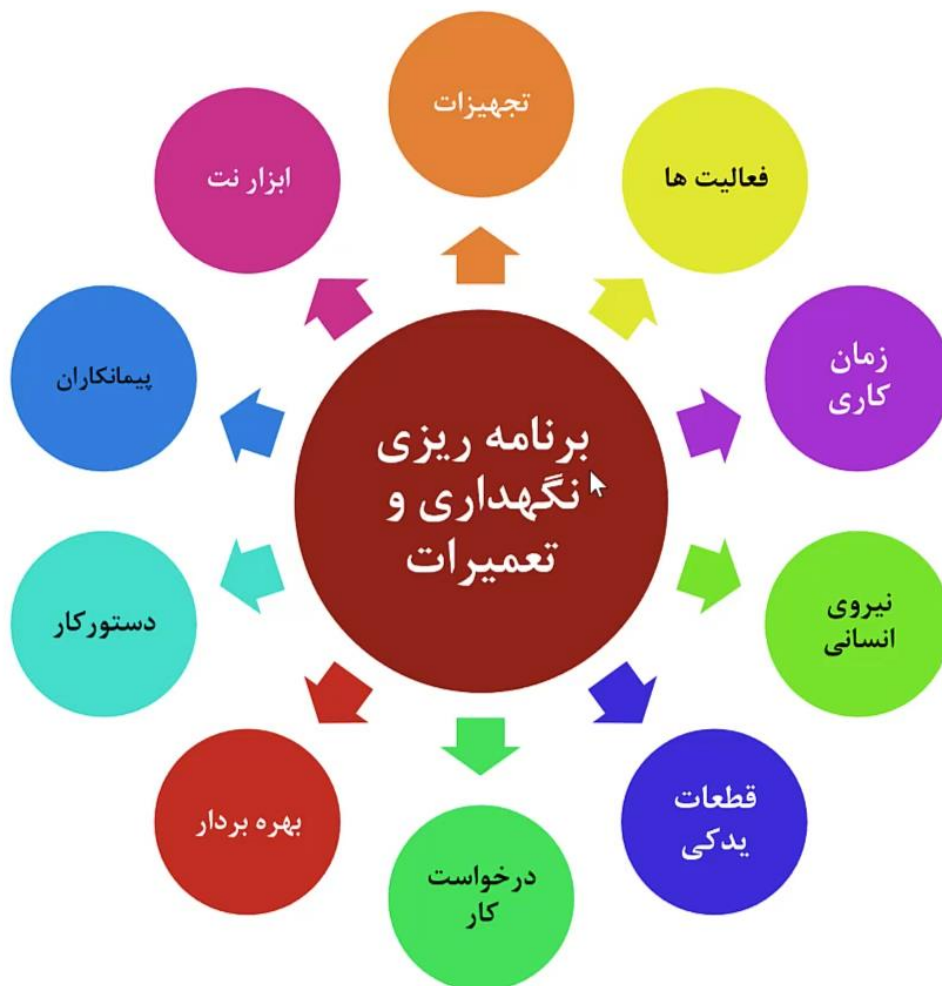 برنامه ریزی
نگهداری و
تعمیرات
تجهیزات
فعالیت ها
زمان
کاری
نیروی
انسانی
قطعات
یدکی
درخواست
کار
بهره بردار
دستورکار
پیمانکاران
ابزار نت